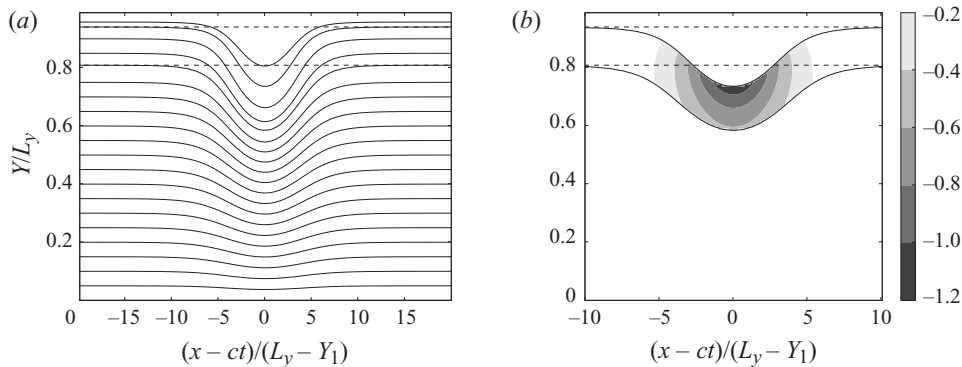 (a)
0.8
0.6
0.4
0.2
Y/L_y
0 –15 –10 –5 0 5 10 15
(x – ct)/(L_y – Y_1)
(b)
0.8
0.6
0.4
0.2
0
–10 –5 0 5 10
(x – ct)/(L_y – Y_1)
–0.2
–0.4
–0.6
–0.8
–1.0
–1.2